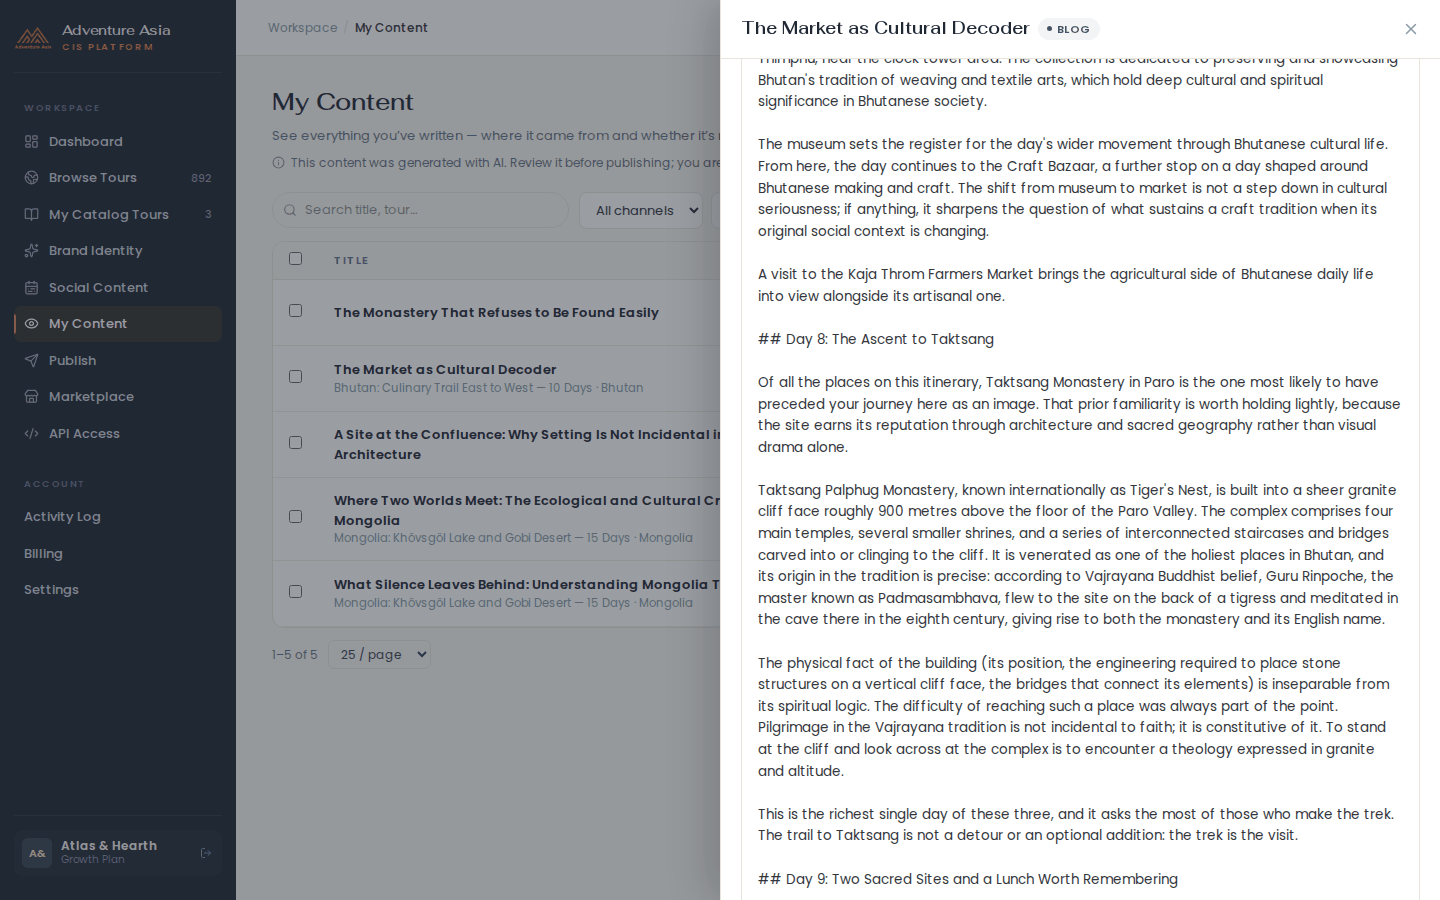 Adventure Asia
CIS PLATFORM
WORKSPACE
Dashboard
Browse Tours 892
My Catalog Tours 3
Brand Identity
Social Content
My Content
Publish
Marketplace
API Access
ACCOUNT
Activity Log
Billing
Settings
A&
Atlas & Hearth
Growth Plan
Workspace / My Content
My Content
See everything you've written — where it came from and whether it's
This content was generated with AI. Review it before publishing; you are
Search title, tour...
All channels
TITLE
The Monastery That Refuses to Be Found Easily
The Market as Cultural Decoder
Bhutan: Culinary Trail East to West — 10 Days · Bhutan
A Site at the Confluence: Why Setting Is Not Incidental in
Architecture
Where Two Worlds Meet: The Ecological and Cultural
Mongolia
Mongolia: Khövsgöl Lake and Gobi Desert — 15 Days · Mongolia
What Silence Leaves Behind: Understanding Mongolia
Mongolia: Khövsgöl Lake and Gobi Desert — 15 Days · Mongolia
1–5 of 5
25 / page
The Market as Cultural Decoder
BLOG
Thimphu, near the clock tower area. The collection is dedicated to preserving and showcasing
Bhutan's tradition of weaving and textile arts, which hold deep cultural and spiritual
significance in Bhutanese society.
The museum sets the register for the day's wider movement through Bhutanese cultural life.
From here, the day continues to the Craft Bazaar, a further stop on a day shaped around
Bhutanese making and craft. The shift from museum to market is not a step down in cultural
seriousness; if anything, it sharpens the question of what sustains a craft tradition when its
original social context is changing.
A visit to the Kaja Throm Farmers Market brings the agricultural side of Bhutanese daily life
into view alongside its artisanal one.
## Day 8: The Ascent to Taktsang
Of all the places on this itinerary, Taktsang Monastery in Paro is the one most likely to have
preceded your journey here as an image. That prior familiarity is worth holding lightly, because
the site earns its reputation through architecture and sacred geography rather than visual
drama alone.
Taktsang Palphug Monastery, known internationally as Tiger's Nest, is built into a sheer granite
cliff face roughly 900 metres above the floor of the Paro Valley. The complex comprises four
main temples, several smaller shrines, and a series of interconnected staircases and bridges
carved into or clinging to the cliff. It is venerated as one of the holiest places in Bhutan, and
its origin in the tradition is precise: according to Vajrayana Buddhist belief, Guru Rinpoche, the
master known as Padmasambhava, flew to the site on the back of a tigress and meditated in
the cave there in the eighth century, giving rise to both the monastery and its English name.
The physical fact of the building (its position, the engineering required to place stone
structures on a vertical cliff face, the bridges that connect its elements) is inseparable from
its spiritual logic. The difficulty of reaching such a place was always part of the point.
Pilgrimage in the Vajrayana tradition is not incidental to faith; it is constitutive of it. To stand
at the cliff and look across at the complex is to encounter a theology expressed in granite
and altitude.
This is the richest single day of these three, and it asks the most of those who make the trek.
The trail to Taktsang is not a detour or an optional addition: the trek is the visit.
## Day 9: Two Sacred Sites and a Lunch Worth Remembering